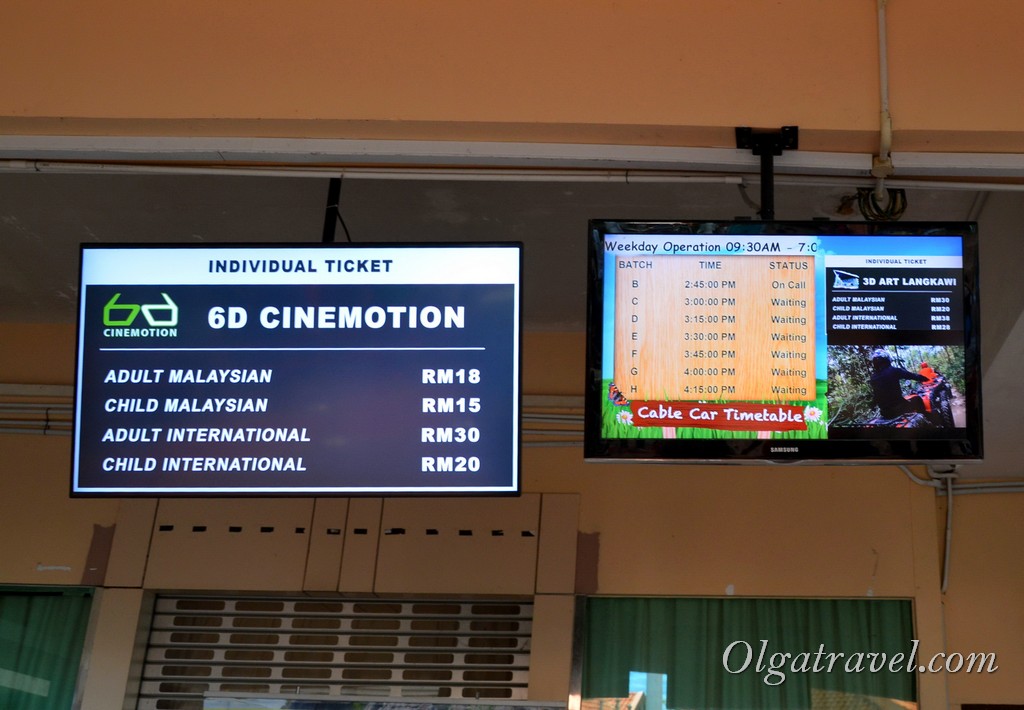 INDIVIDUAL TICKET
6D
CINEMOTION
6D CINEMOTION
ADULT MALAYSIAN RM18
CHILD MALAYSIAN RM15
ADULT INTERNATIONAL RM30
CHILD INTERNATIONAL RM20
Weekday Operation 09:30AM - 7:0
BATCH TIME STATUS
B 2:45:00 PM On Call
C 3:00:00 PM Waiting
D 3:15:00 PM Waiting
E 3:30:00 PM Waiting
F 3:45:00 PM Waiting
G 4:00:00 PM Waiting
H 4:15:00 PM Waiting
Cable Car Timetable
INDIVIDUAL TICKET
3D ART LANGKAWI
ADULT MALAYSIAN RM30
CHILD MALAYSIAN RM20
ADULT INTERNATIONAL RM38
CHILD INTERNATIONAL RM28
SAMSUNG
Olgatravel.com